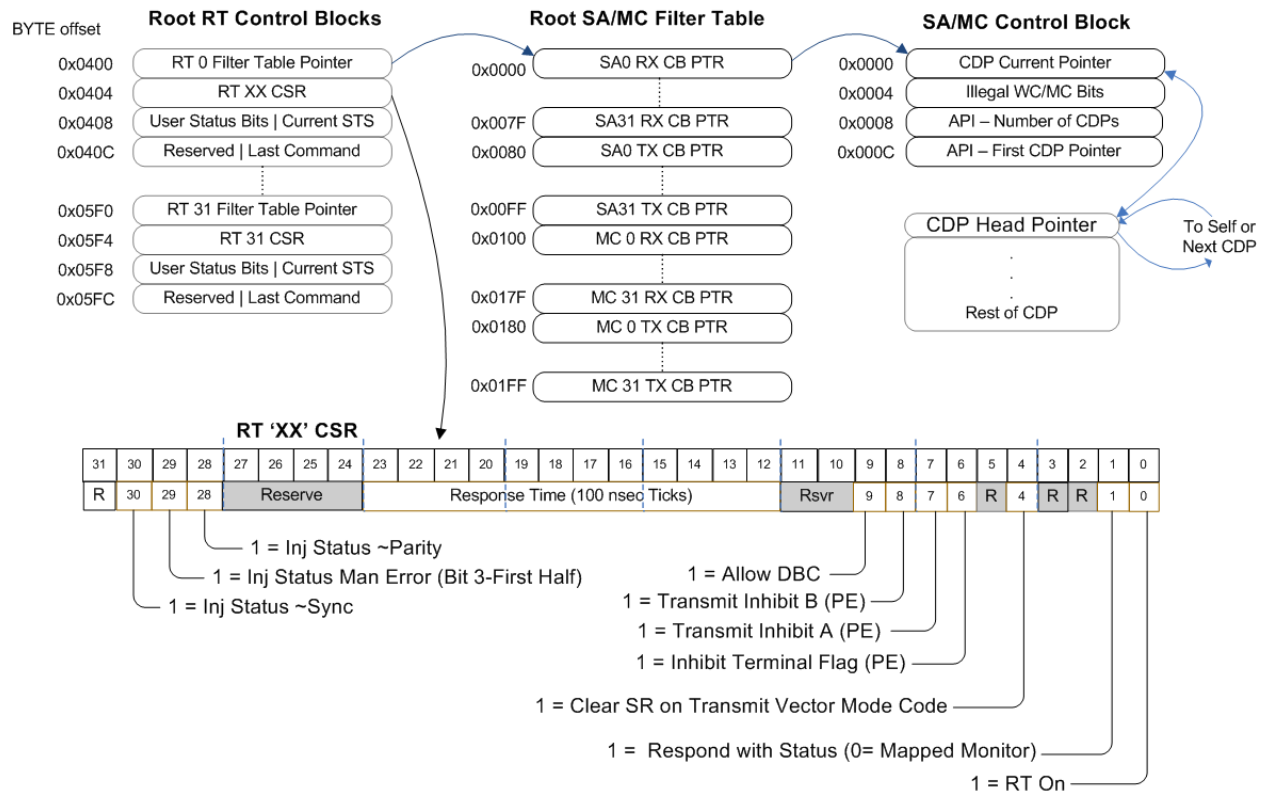 BYTE offset
Root RT Control Blocks
0x0400 RT 0 Filter Table Pointer
0x0404 RT XX CSR
0x0408 User Status Bits | Current STS
0x040C Reserved | Last Command
0x05F0 RT 31 Filter Table Pointer
0x05F4 RT 31 CSR
0x05F8 User Status Bits | Current STS
0x05FC Reserved | Last Command
Root SA/MC Filter Table
0x0000 SA0 RX CB PTR
0x007F SA31 RX CB PTR
0x0080 SA0 TX CB PTR
0x00FF SA31 TX CB PTR
0x0100 MC 0 RX CB PTR
0x017F MC 31 RX CB PTR
0x0180 MC 0 TX CB PTR
0x01FF MC 31 TX CB PTR
SA/MC Control Block
0x0000 CDP Current Pointer
0x0004 Illegal WC/MC Bits
0x0008 API – Number of CDPs
0x000C API – First CDP Pointer
CDP Head Pointer
.
.
.
Rest of CDP
To Self or
Next CDP
RT ‘XX’ CSR
31 30 29 28 27 26 25 24 23 22 21 20 19 18 17 16 15 14 13 12 11 10 9 8 7 6 5 4 3 2 1 0
R 30 29 28 Reserve Response Time (100 nsec Ticks) Rsvr 9 8 7 6 R 4 R R 1 0
1 = Inj Status ~Parity
1 = Inj Status Man Error (Bit 3-First Half)
1 = Inj Status ~Sync
1 = Allow DBC
1 = Transmit Inhibit B (PE)
1 = Transmit Inhibit A (PE)
1 = Inhibit Terminal Flag (PE)
1 = Clear SR on Transmit Vector Mode Code
1 = Respond with Status (0= Mapped Monitor)
1 = RT On